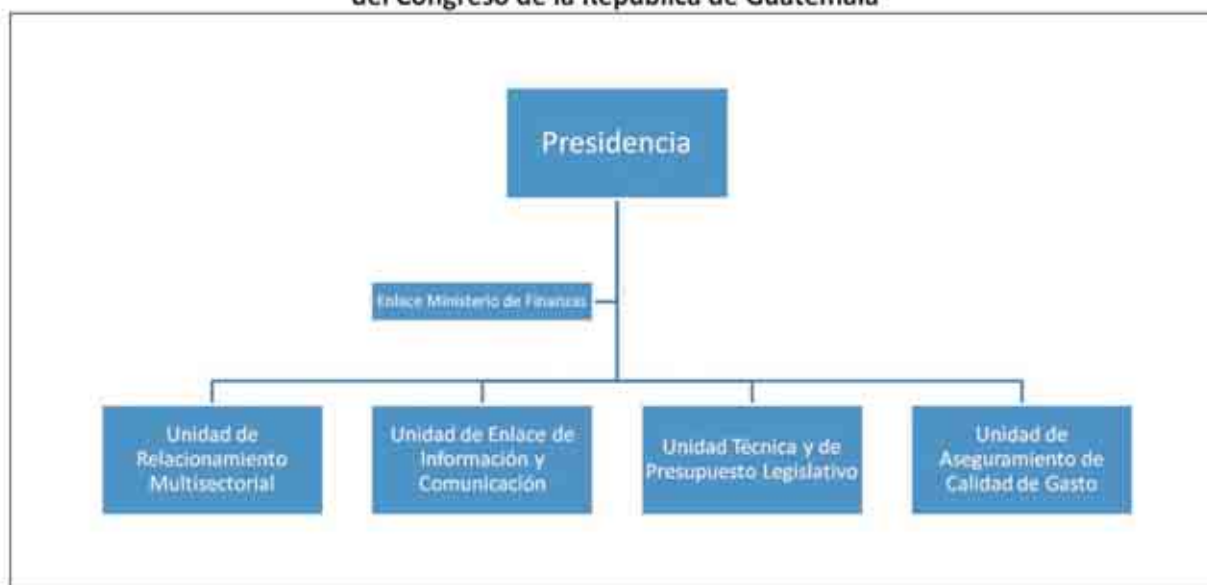 del Congreso de la República de Guatemala
Presidencia
Enlace Ministerio de Finanzas
Unidad de
Relacionamiento
Multisectorial
Unidad de Enlace de
Información y
Comunicación
Unidad Técnica y de
Presupuesto Legislativo
Unidad de
Aseguramiento de
Calidad de Gasto